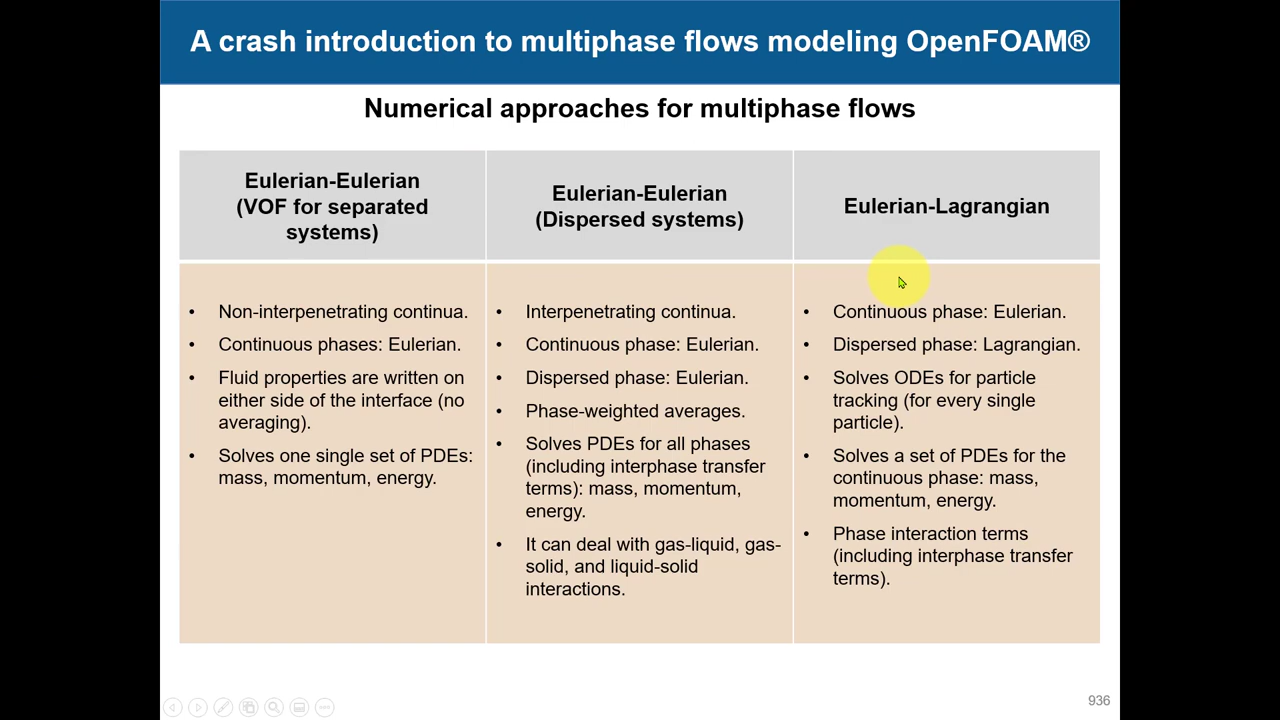 A crash introduction to multiphase flows modeling OpenFOAM®
Numerical approaches for multiphase flows
Eulerian-Eulerian
(VOF for separated
systems)
Eulerian-Eulerian
(Dispersed systems)
Eulerian-Lagrangian
• Non-interpenetrating continua.
• Continuous phases: Eulerian.
• Fluid properties are written on
either side of the interface (no
averaging).
• Solves one single set of PDEs:
mass, momentum, energy.
• Interpenetrating continua.
• Continuous phase: Eulerian.
• Dispersed phase: Eulerian.
• Phase-weighted averages.
• Solves PDEs for all phases
(including interphase transfer
terms): mass, momentum,
energy.
• It can deal with gas-liquid, gas-
solid, and liquid-solid
interactions.
• Continuous phase: Eulerian.
• Dispersed phase: Lagrangian.
• Solves ODEs for particle
tracking (for every single
particle).
• Solves a set of PDEs for the
continuous phase: mass,
momentum, energy.
• Phase interaction terms
(including interphase transfer
terms).
936